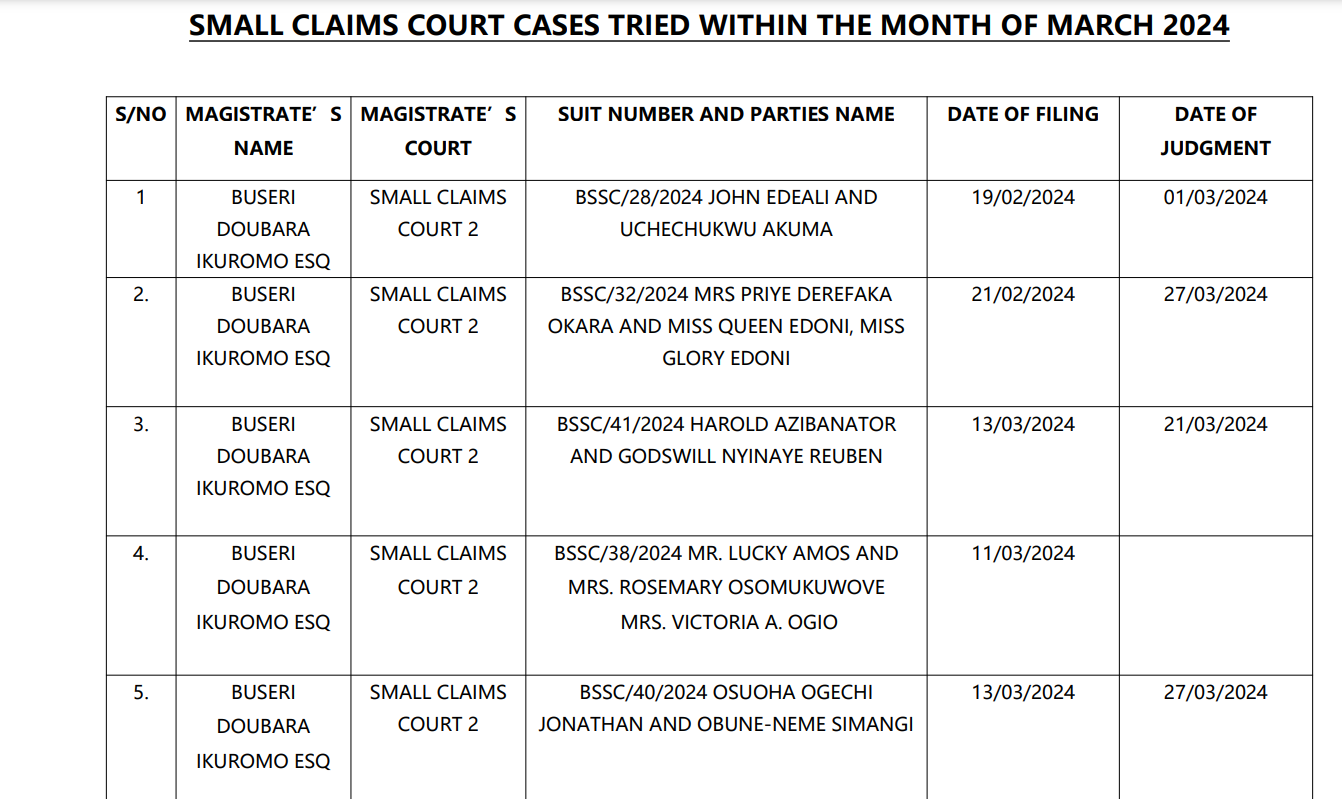 SMALL CLAIMS COURT CASES TRIED WITHIN THE MONTH OF MARCH 2024
S/NO
MAGISTRATE’ S
NAME
MAGISTRATE’ S
COURT
SUIT NUMBER AND PARTIES NAME
DATE OF FILING
DATE OF
JUDGMENT
1
BUSERI
DOUBARA
IKUROMO ESQ
SMALL CLAIMS
COURT 2
BSSC/28/2024 JOHN EDEALI AND
UCHECHUKWU AKUMA
19/02/2024
01/03/2024
2.
BUSERI
DOUBARA
IKUROMO ESQ
SMALL CLAIMS
COURT 2
BSSC/32/2024 MRS PRIYE DEREFAKA
OKARA AND MISS QUEEN EDONI, MISS
GLORY EDONI
21/02/2024
27/03/2024
3.
BUSERI
DOUBARA
IKUROMO ESQ
SMALL CLAIMS
COURT 2
BSSC/41/2024 HAROLD AZIBANATOR
AND GODSWILL NYINAYE REUBEN
13/03/2024
21/03/2024
4.
BUSERI
DOUBARA
IKUROMO ESQ
SMALL CLAIMS
COURT 2
BSSC/38/2024 MR. LUCKY AMOS AND
MRS. ROSEMARY OSOMUKUWOVE
MRS. VICTORIA A. OGIO
11/03/2024
5.
BUSERI
DOUBARA
IKUROMO ESQ
SMALL CLAIMS
COURT 2
BSSC/40/2024 OSUOHA OGECHI
JONATHAN AND OBUNE-NEME SIMANGI
13/03/2024
27/03/2024